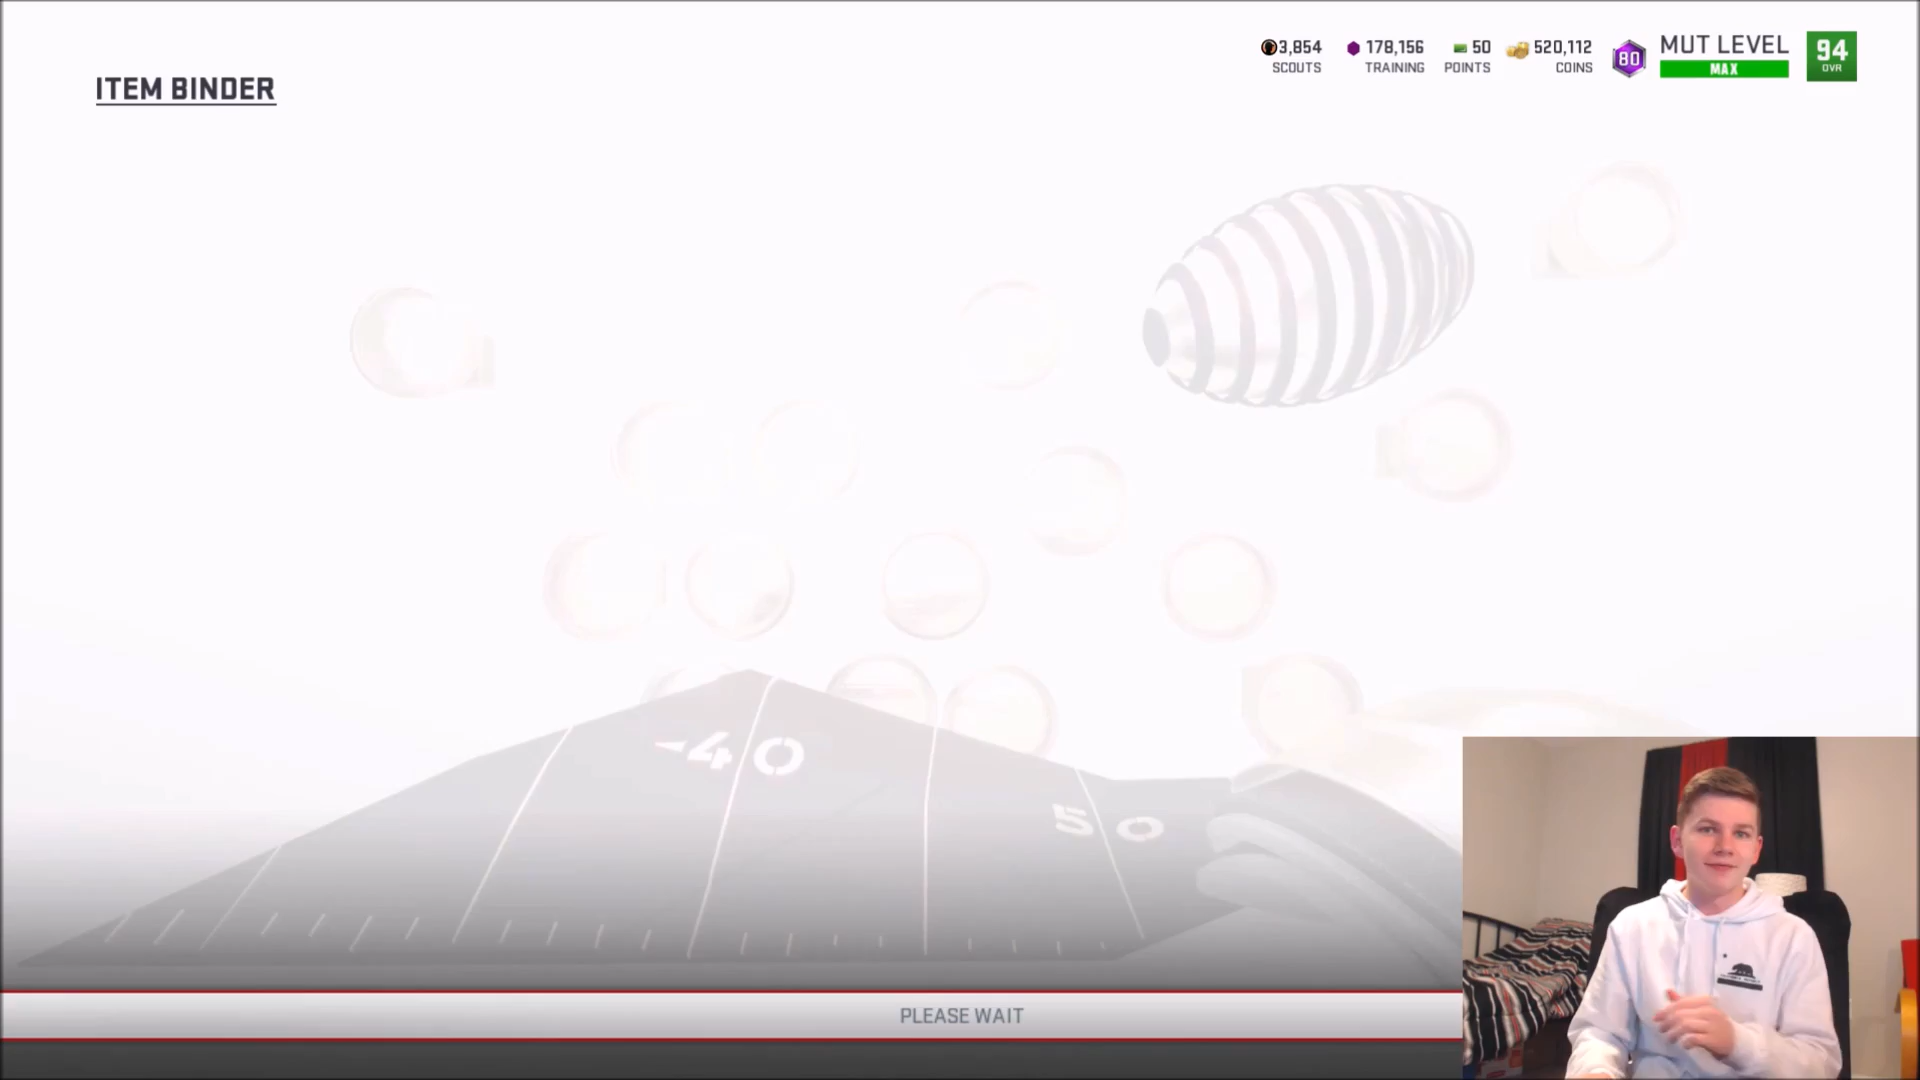 ITEM BINDER
3,854
SCOUTS
178,156
TRAINING
50
POINTS
520,112
COINS
80
MUT LEVEL
MAX
94
OVR
40
50
PLEASE WAIT